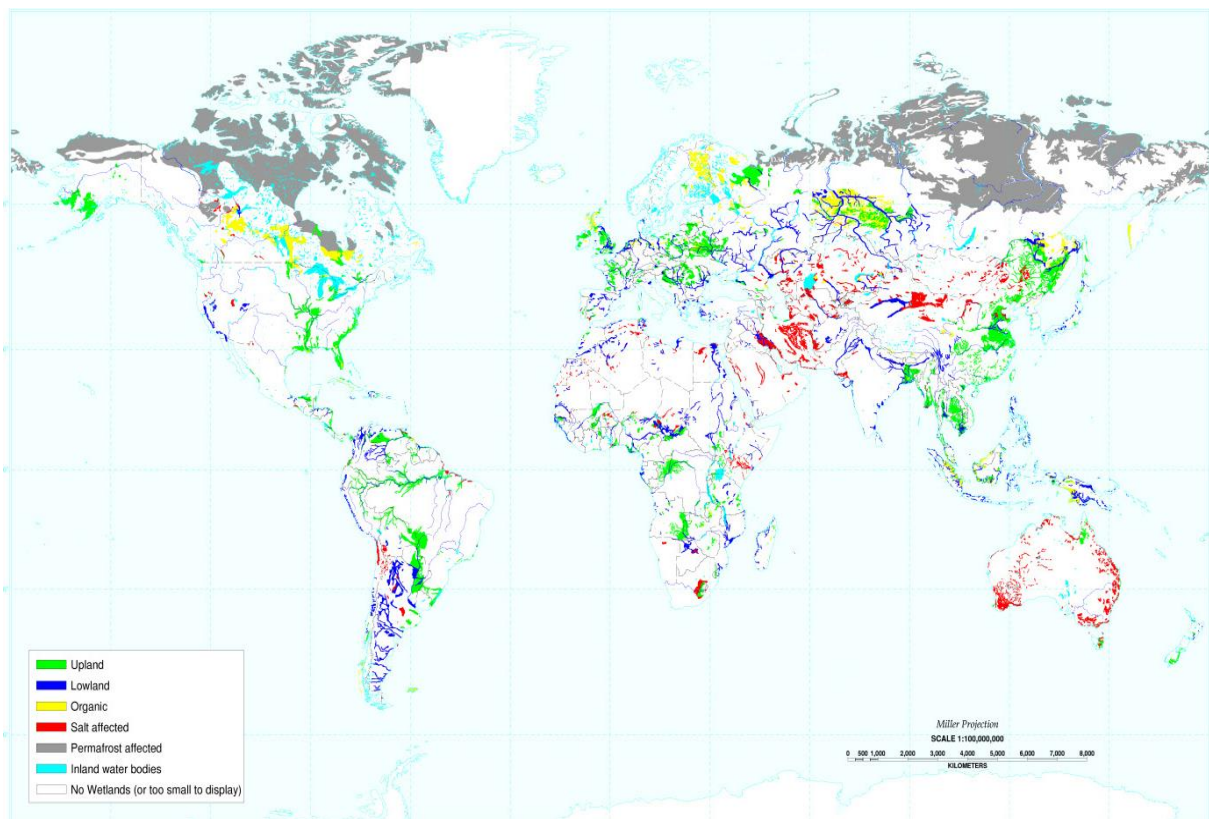 Upland
Lowland
Organic
Salt affected
Permafrost affected
Inland water bodies
No Wetlands (or too small to display)
Miller Projection
SCALE 1:100,000,000
0 500 1,000 2,000 3,000 4,000 5,000 6,000 7,000 8,000
KILOMETERS